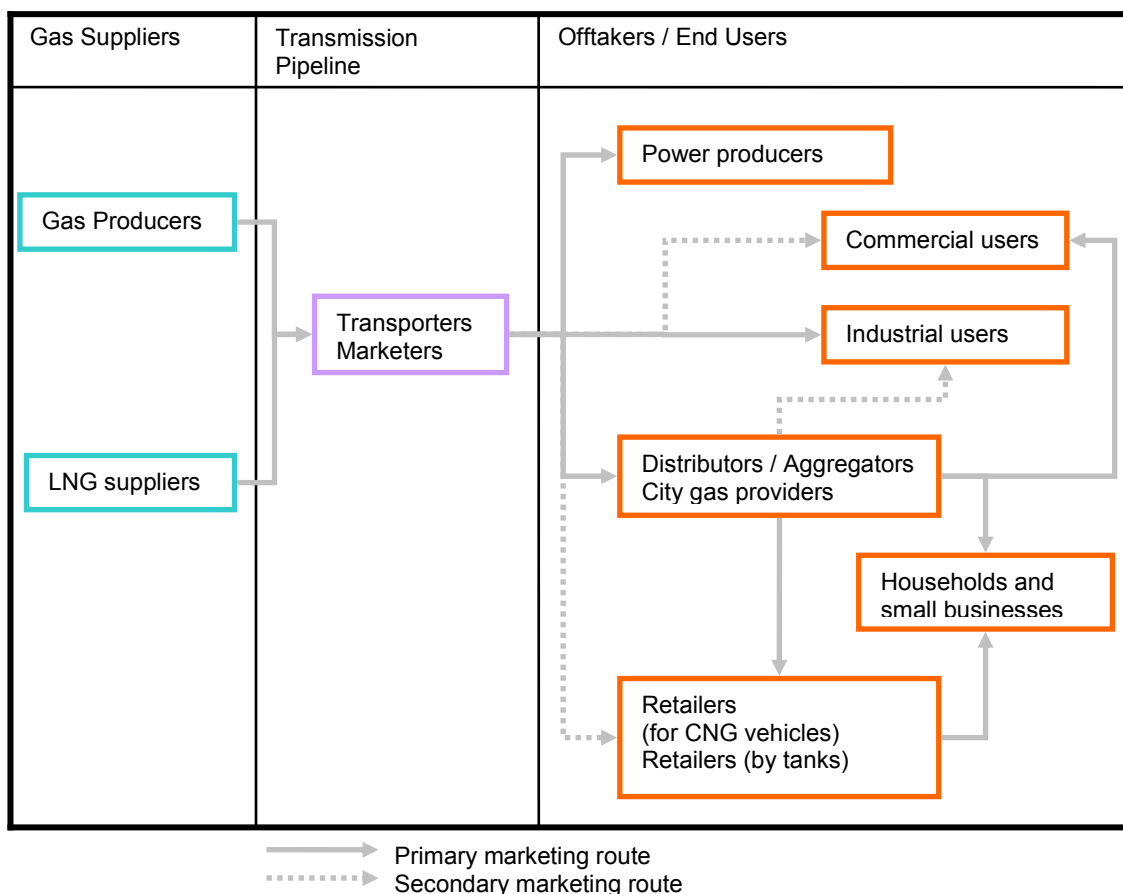 Gas Suppliers
Transmission
Pipeline
Offtakers / End Users
Power producers
Gas Producers
Commercial users
Transporters
Marketers
Industrial users
LNG suppliers
Distributors / Aggregators
City gas providers
Households and
small businesses
Retailers
(for CNG vehicles)
Retailers (by tanks)
Primary marketing route
Secondary marketing route